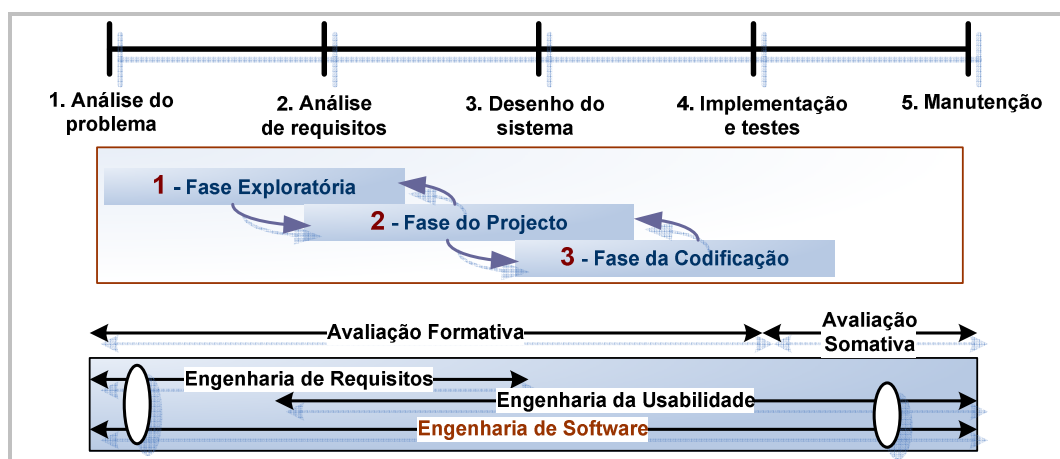 1. Análise do
problema
2. Análise
de requisitos
3. Desenho do
sistema
4. Implementação
e testes
5. Manutenção
1 - Fase Exploratória
2 - Fase do Projecto
3 - Fase da Codificação
Avaliação Formativa
Avaliação
Somativa
Engenharia de Requisitos
Engenharia da Usabilidade
Engenharia de Software